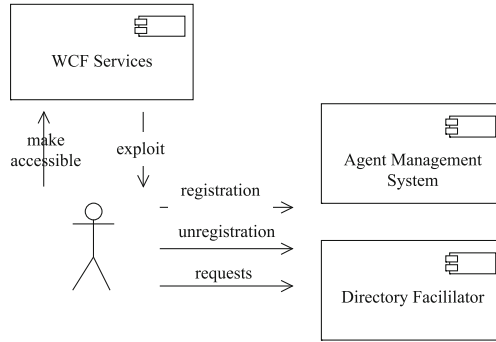 WCF Services
make
accessible
exploit
registration
unregistration
requests
Agent Management
System
Directory Facililator